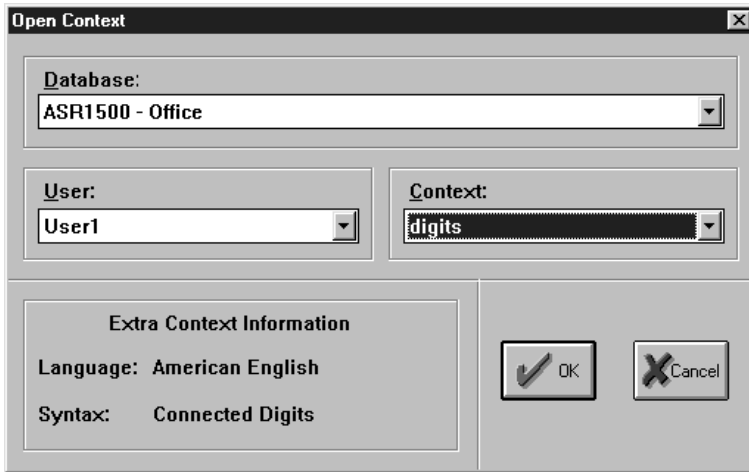 Open Context
Database:
ASR1500 - Office
User:
User1
Context:
digits
Extra Context Information
Language: American English
Syntax: Connected Digits
OK
Cancel